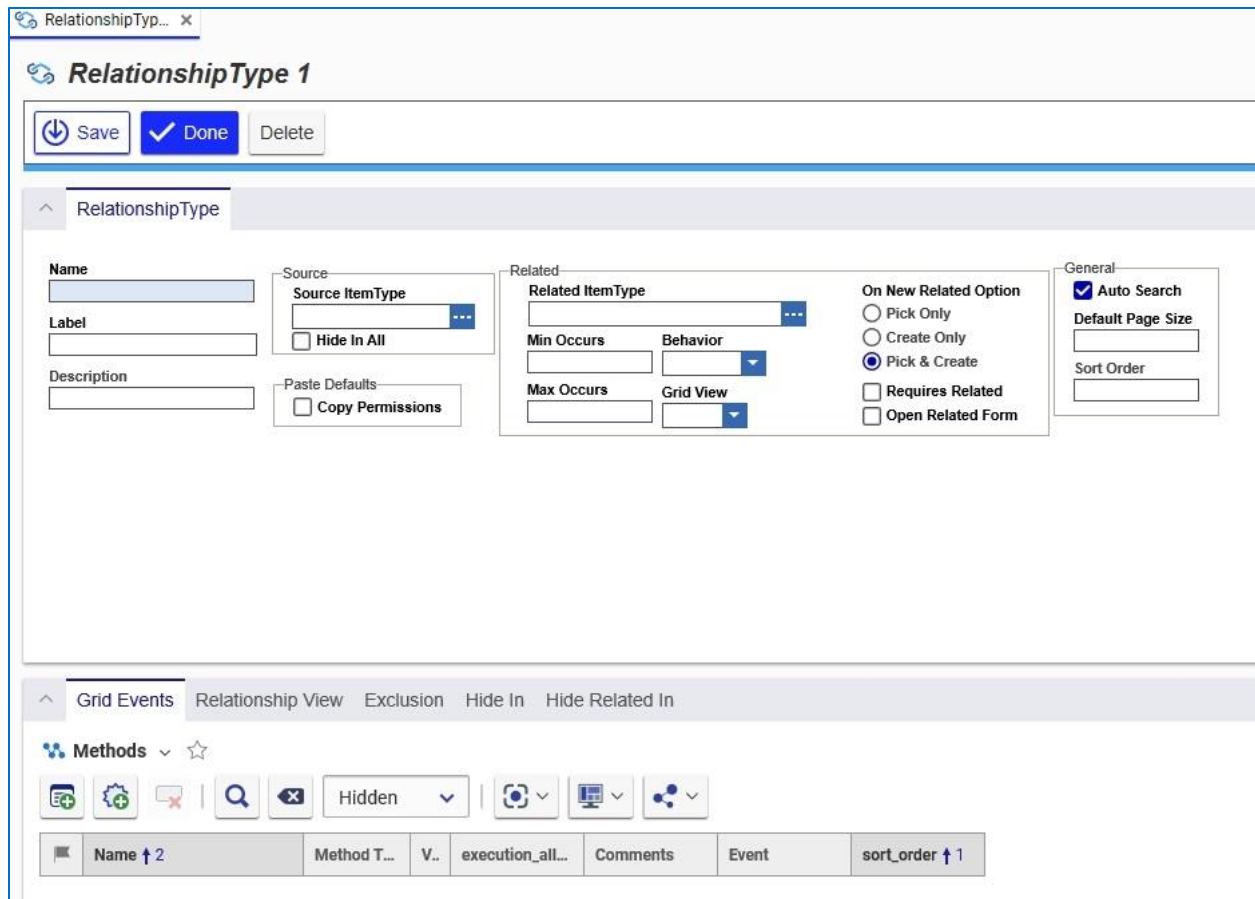 RelationshipTyp...
RelationshipType 1
Save Done Delete
RelationshipType
Name
Label
Description
Source
Source ItemType
Hide In All
Paste Defaults
Copy Permissions
Related
Related ItemType
Min Occurs Behavior
Max Occurs Grid View
On New Related Option
Pick Only
Create Only
Pick & Create
Requires Related
Open Related Form
General
Auto Search
Default Page Size
Sort Order
Grid Events Relationship View Exclusion Hide In Hide Related In
Methods
Hidden
Name 2 Method T... V.. execution_all... Comments Event sort_order 1